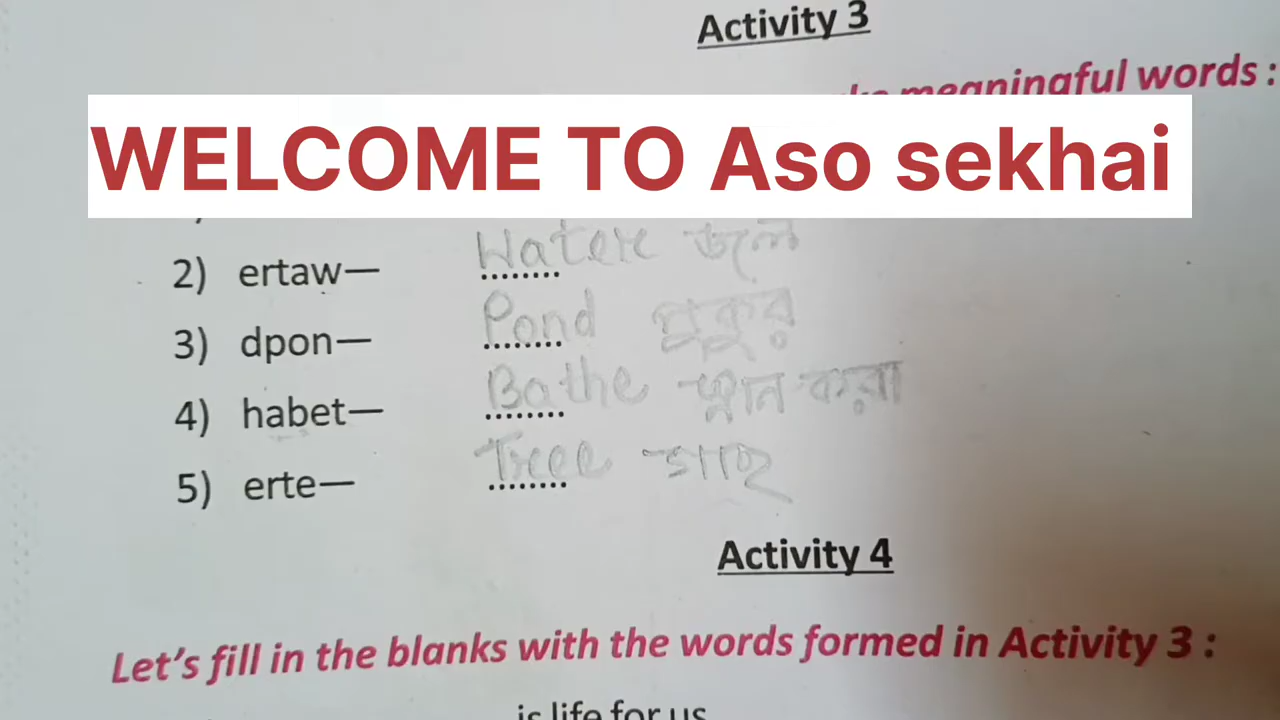 Activity 3
meaningful words :
WELCOME TO Aso sekhai
2) ertaw— ........ Water জল
3) dpon— ........ Pond পুকুর
4) habet— ........ Bathe স্নান করা
5) erte— ........ Tree গাছ
Activity 4
Let's fill in the blanks with the words formed in Activity 3 :
is life for us